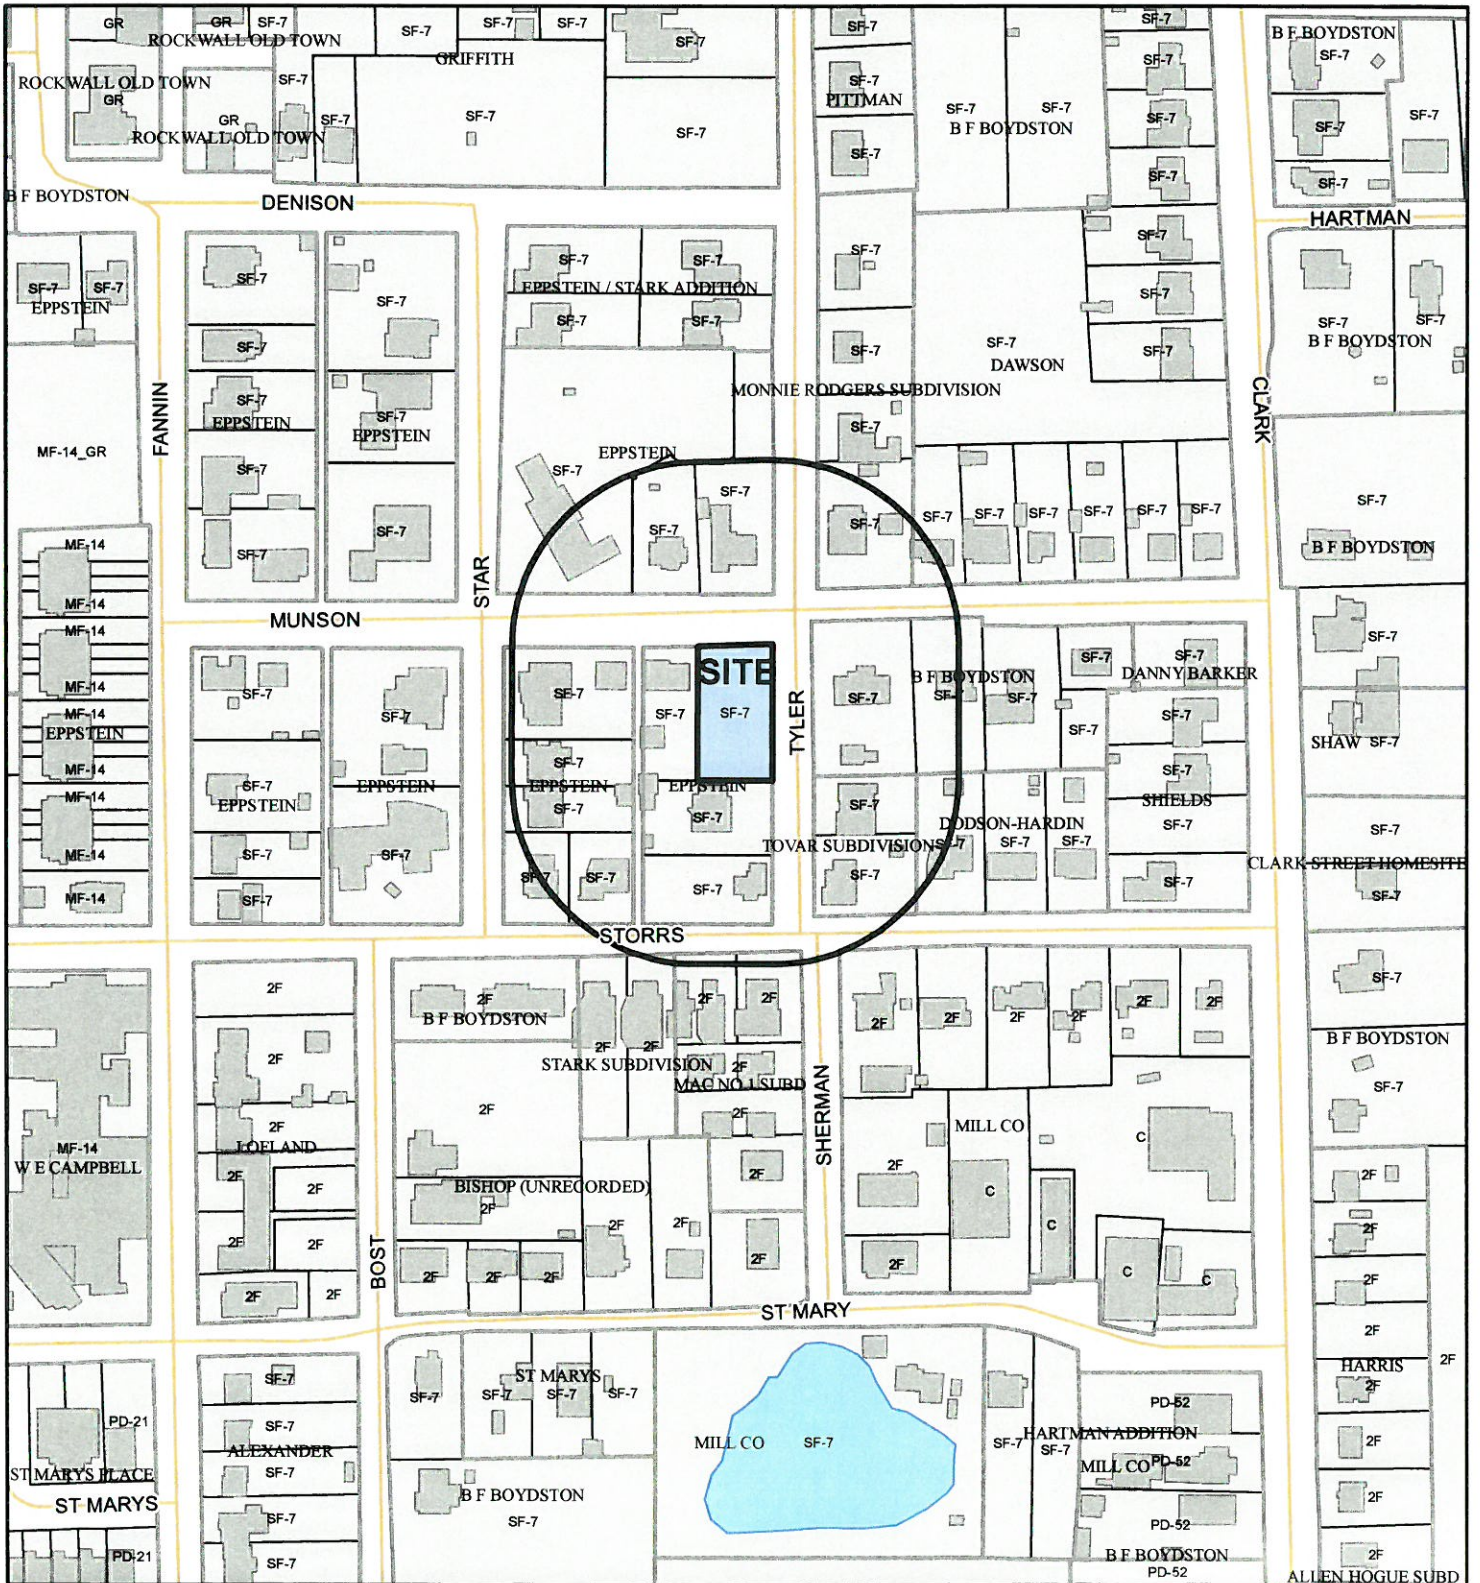 GR
GR
SF-7
SF-7
SF-7
SF-7
SF-7
SF-7
ROCKWALL OLD TOWN
GRIFFITH
SF-7
SF-7
B F BOYDSTON
SF-7
ROCKWALL OLD TOWN
GR
SF-7
SF-7
PITTMAN
SF-7
ROCKWALL OLD TOWN
GR
SF-7
SF-7
SF-7
SF-7
SF-7
B F BOYDSTON
SF-7
SF-7
SF-7
SF-7
SF-7
SF-7
B F BOYDSTON
DENISON
HARTMAN
SF-7
SF-7
SF-7
SF-7
SF-7
SF-7
EPPSTEIN
SF-7
SF-7
EPPSTEIN / STARK ADDITION
SF-7
SF-7
SF-7
SF-7
SF-7
SF-7
B F BOYDSTON
SF-7
SF-7
SF-7
DAWSON
SF-7
MONNIE RODGERS SUBDIVISION
FANNIN
CLARK
SF-7
EPPSTEIN
SF-7
EPPSTEIN
SF-7
MF-14_GR
EPPSTEIN
SF-7
SF-7
SF-7
SF-7
SF-7
SF-7
SF-7
SF-7
SF-7
SF-7
SF-7
SF-7
SF-7
SF-7
B F BOYDSTON
MF-14
MF-14
STAR
MUNSON
MF-14
MF-14
MF-14
EPPSTEIN
MF-14
MF-14
MF-14
MF-14
SF-7
SF-7
SF-7
SF-7
SITE
SF-7
TYLER
SF-7
B F BOYDSTON
SF-7
SF-7
SF-7
SF-7
DANNY BARKER
SF-7
SF-7
SF-7
SHAW
SF-7
SF-7
EPPSTEIN
EPPSTEIN
SF-7
EPPSTEIN
SF-7
EPPSTEIN
SF-7
SF-7
SF-7
SHIELDS
SF-7
SF-7
SF-7
SF-7
DODSON-HARDIN
SF-7
SF-7
SF-7
TOVAR SUBDIVISIONS
SF-7
CLARK STREET HOMESITE
SF-7
SF-7
SF-7
SF-7
SF-7
SF-7
STORRS
2F
2F
B F BOYDSTON
2F
2F
2F
2F
2F
2F
2F
2F
2F
SF-7
2F
2F
2F
STARK SUBDIVISION
2F
MAC NO.1 SUBD
B F BOYDSTON
SF-7
2F
2F
2F
LOFLAND
SHERMAN
MILL CO
C
MF-14
W E CAMPBELL
2F
2F
BISHOP (UNRECORDED)
2F
2F
2F
C
2F
2F
2F
2F
2F
2F
C
2F
BOST
2F
2F
2F
2F
C
C
2F
2F
2F
ST MARY
2F
HARRIS
2F
2F
SF-7
SF-7
ST MARYS
SF-7
SF-7
SF-7
PD-21
SF-7
ALEXANDER
SF-7
MILL CO
SF-7
SF-7
SF-7
PD-52
HARTMAN ADDITION
MILL CO
PD-52
2F
ST MARYS PLACE
ST MARYS
SF-7
B F BOYDSTON
SF-7
PD-52
2F
PD-21
SF-7
B F BOYDSTON
PD-52
2F
ALLEN HOGUE SUBD